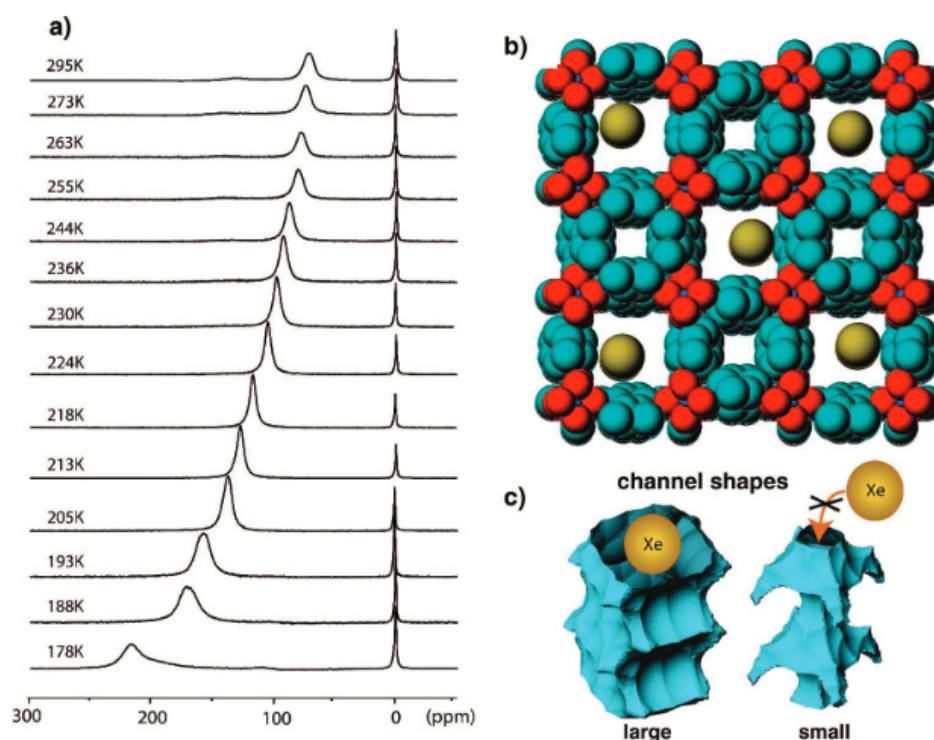 a)
295K
273K
263K
255K
244K
236K
230K
224K
218K
213K
205K
193K
188K
178K
300 200 100 0 (ppm)
b)
c)
channel shapes
Xe
Xe
large small